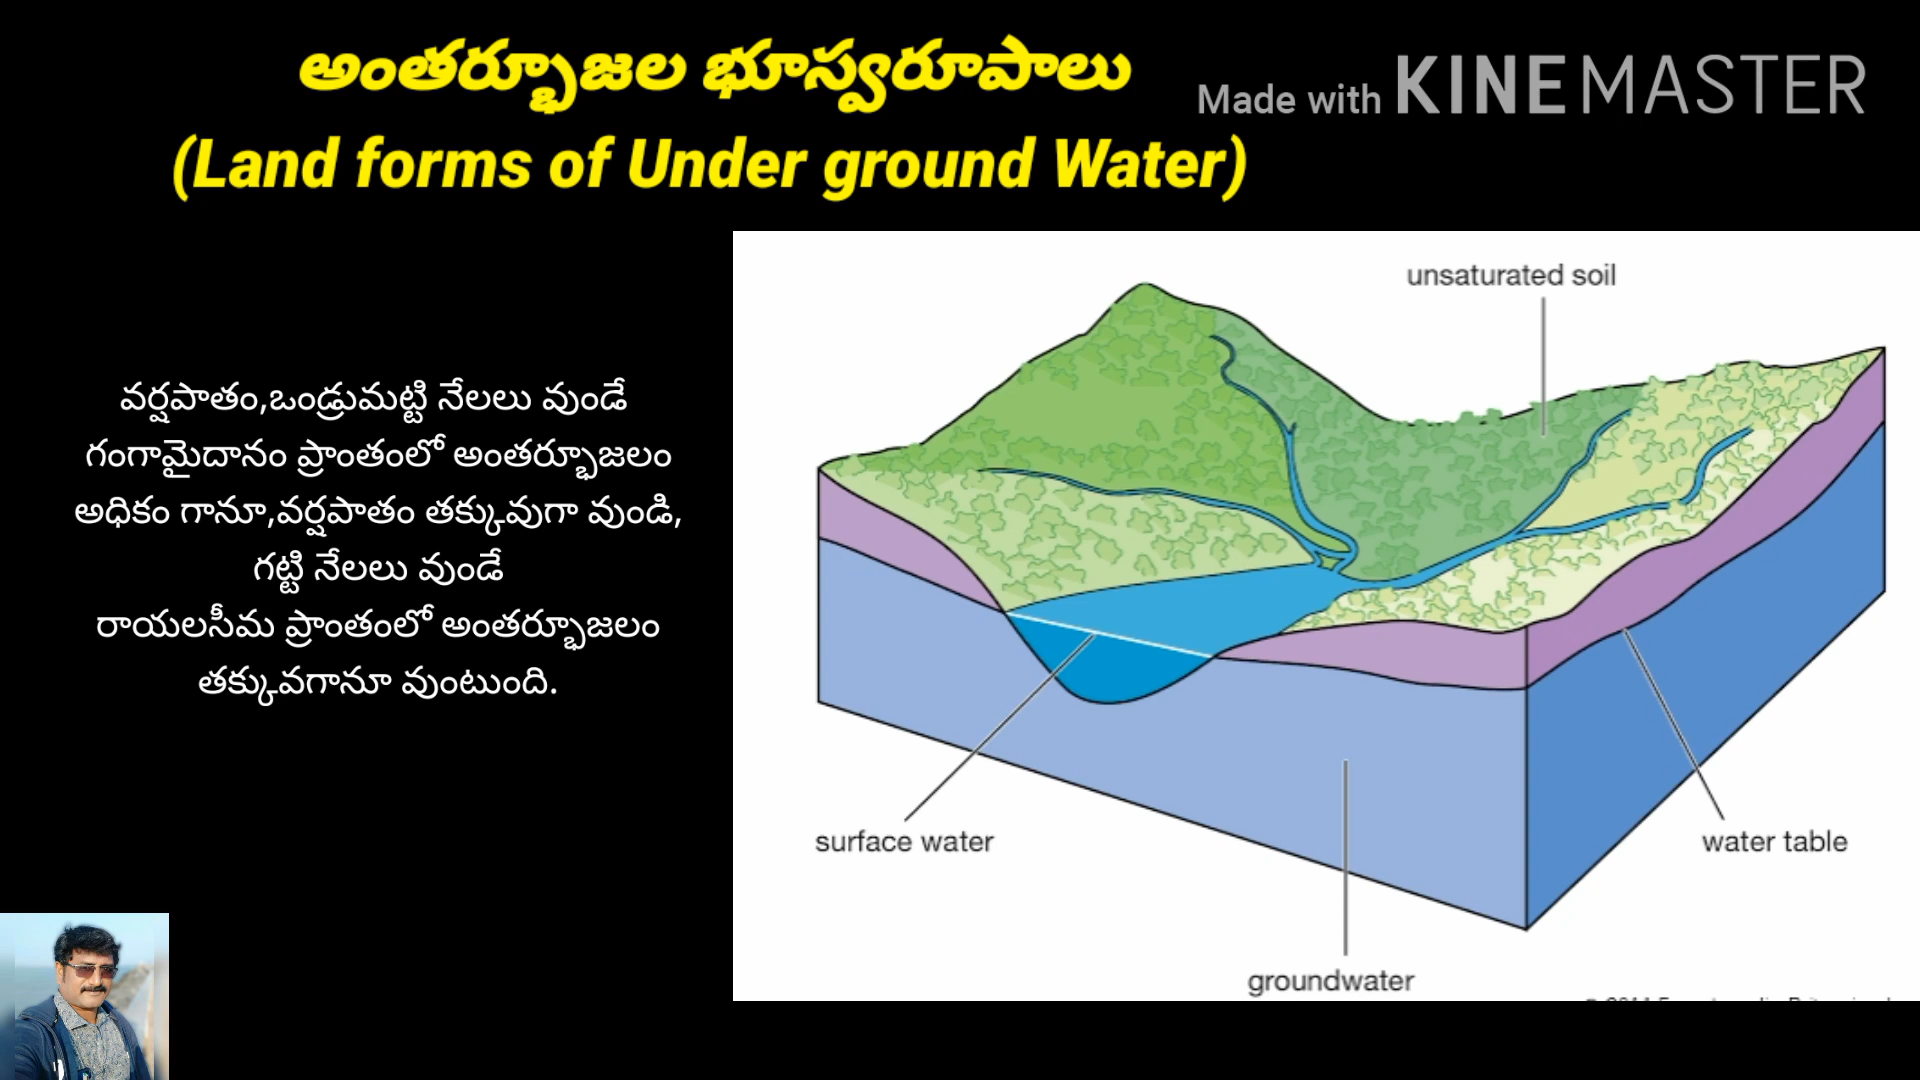 అంతర్భూజల భూస్వరూపాలు
Made with KINEMASTER
(Land forms of Under ground Water)
unsaturated soil
వర్షపాతం,ఒండ్రుమట్టి నేలలు వుండే
గంగామైదానం ప్రాంతంలో అంతర్భూజలం
అధికం గానూ,వర్షపాతం తక్కువుగా వుండి,
గట్టి నేలలు వుండే
రాయలసీమ ప్రాంతంలో అంతర్భూజలం
తక్కువగానూ వుంటుంది.
surface water
water table
groundwater